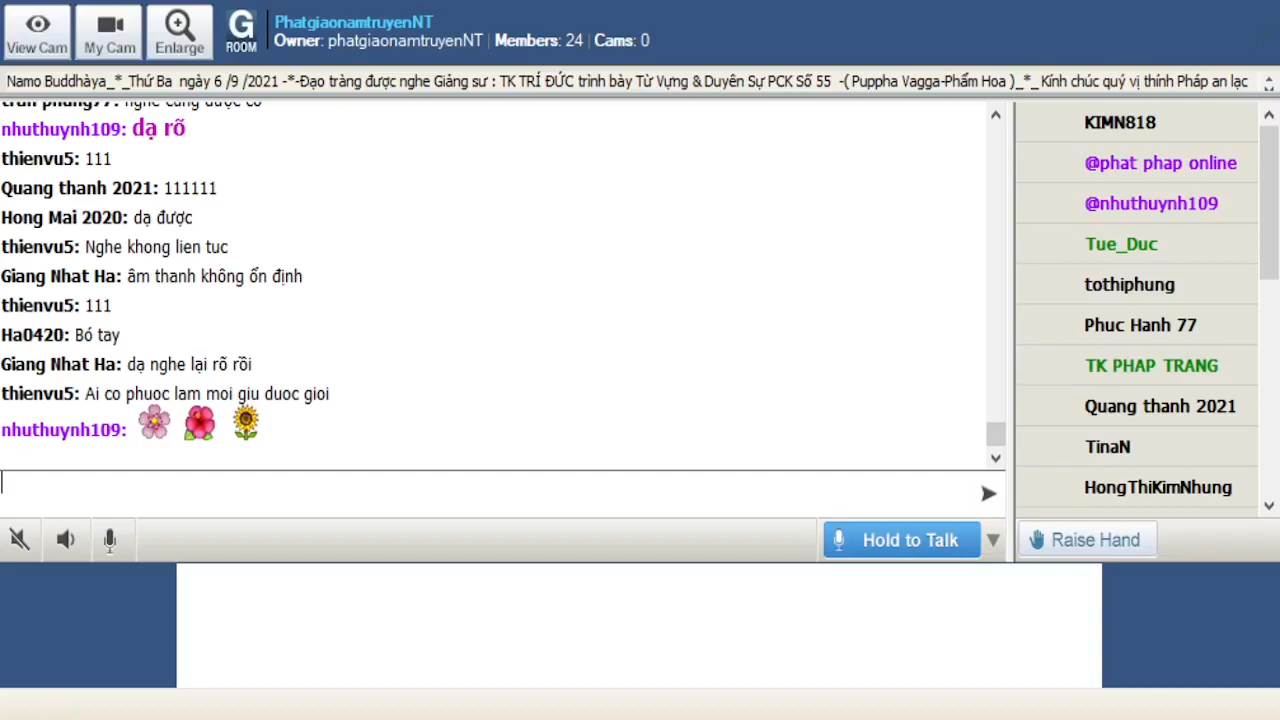 View Cam
My Cam
Enlarge
G
ROOM
PhatgiaonamtruyenNT
Owner: phatgiaonamtruyenNT | Members: 24 | Cams: 0
Namo Buddhàya_*_Thứ Ba ngày 6 /9 /2021 -*-Đạo tràng được nghe Giảng sư : TK TRÍ ĐỨC trình bày Từ Vựng & Duyên Sự PCK Số 55 -( Puppha Vagga-Phẩm Hoa )_*_ Kính chúc quý vị thính Pháp an lạc
nhuthuynh109: dạ rõ
thienvu5: 111
Quang thanh 2021: 111111
Hong Mai 2020: dạ được
thienvu5: Nghe khong lien tuc
Giang Nhat Ha: âm thanh không ổn định
thienvu5: 111
Ha0420: Bó tay
Giang Nhat Ha: dạ nghe lại rõ rồi
thienvu5: Ai co phuoc lam moi giu duoc gioi
nhuthuynh109:
KIMN818
@phat phap online
@nhuthuynh109
Tue_Duc
tothiphung
Phuc Hanh 77
TK PHAP TRANG
Quang thanh 2021
TinaN
HongThiKimNhung
Hold to Talk
Raise Hand